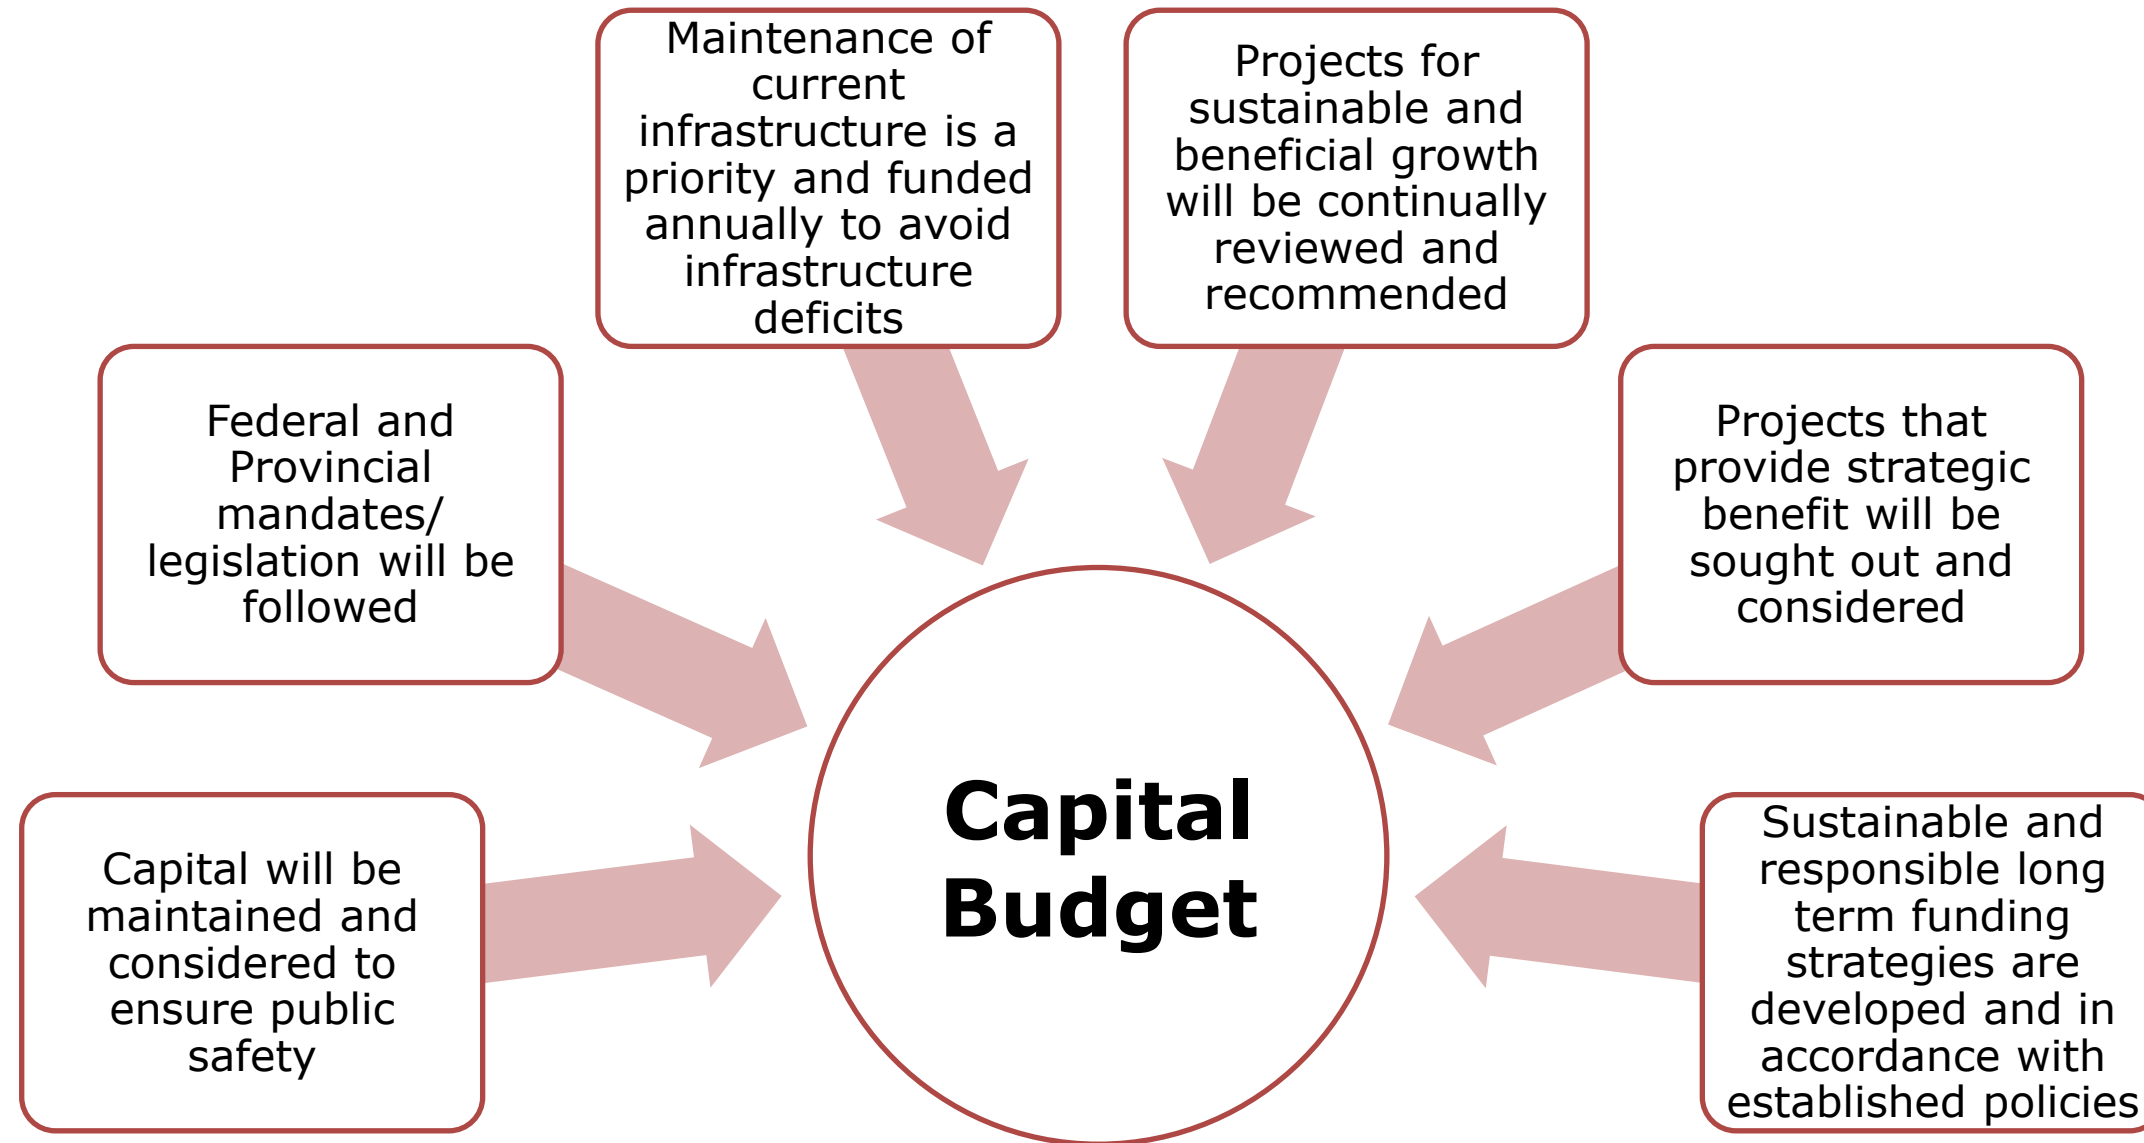 Maintenance of
current
infrastructure is a
priority and funded
annually to avoid
infrastructure
deficits
Projects for
sustainable and
beneficial growth
will be continually
reviewed and
recommended
Federal and
Provincial
mandates/
legislation will be
followed
Projects that
provide strategic
benefit will be
sought out and
considered
Capital will be
maintained and
considered to
ensure public
safety
Capital
Budget
Sustainable and
responsible long
term funding
strategies are
developed and in
accordance with
established policies